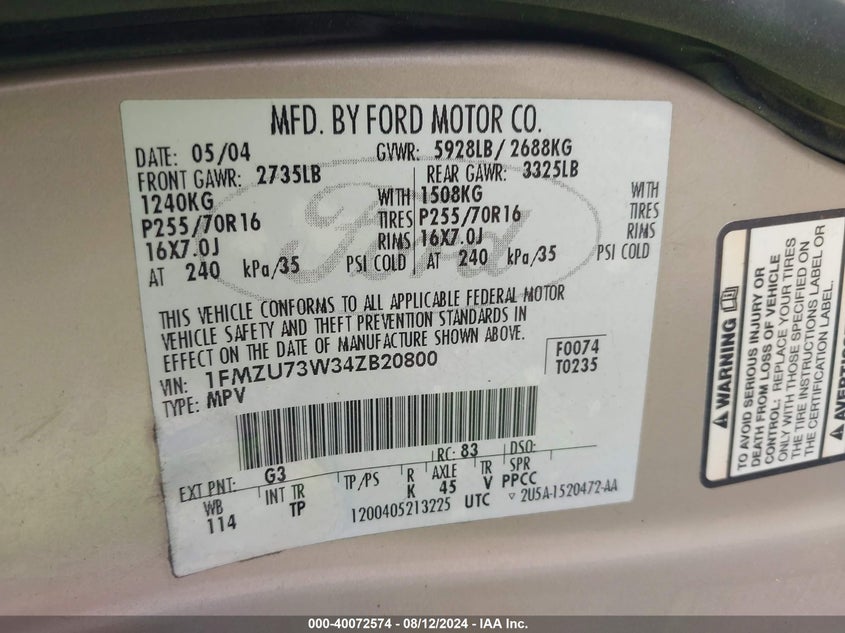 MFD. BY FORD MOTOR CO.
DATE: 05/04 GVWR: 5928LB/2688KG
FRONT GAWR: 2735LB REAR GAWR: 3325LB
1240KG WITH 1508KG WITH
P255/70R16 TIRES P255/70R16 TIRES
16X7.0J RIMS 16X7.0J RIMS
AT 240 kPa/35 PSI COLD AT 240 kPa/35 PSI COLD
Ford
THIS VEHICLE CONFORMS TO ALL APPLICABLE FEDERAL MOTOR
VEHICLE SAFETY AND THEFT PREVENTION STANDARDS IN
EFFECT ON THE DATE OF MANUFACTURE SHOWN ABOVE.
VIN: 1FMZU73W34ZB20800 F0074
TYPE: MPV T0235
RC: 83 DSO:
EXT PNT: G3 INT TR TP/PS R AXLE TR SPR
WB TP K 45 V PPCC
114 1200405213225 UTC ▽ 2U5A-1520472-AA
⚠ WARNING
TO AVOID SERIOUS INJURY OR
DEATH FROM LOSS OF VEHICLE
CONTROL: REPLACE YOUR TIRES
ONLY WITH THOSE SPECIFIED ON
THE TIRE INSTRUCTIONS LABEL OR
CERTIFICATION LABEL.
000-40072574 - 08/12/2024 - IAA Inc.